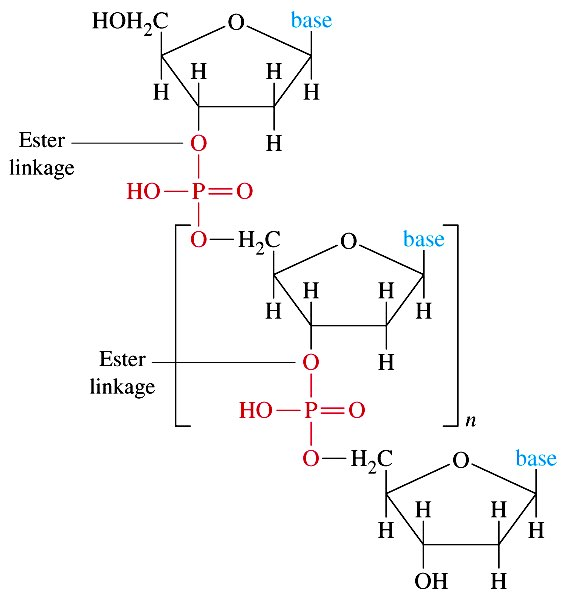 HOH2C O base
H H H H
H
Ester
linkage
O
HO P O
O H2C O base
H H H H
H
Ester
linkage
O
HO P O
n
O H2C O base
H H H H
OH H